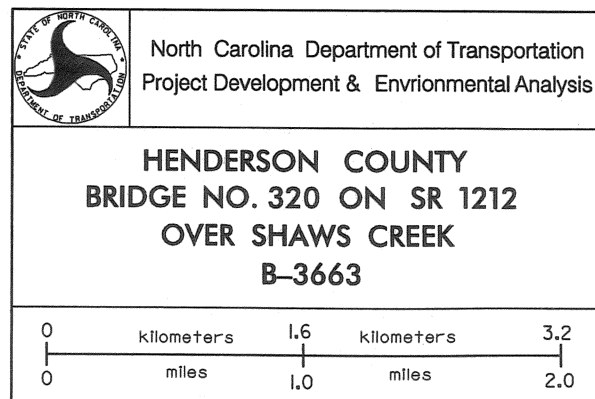 STATE OF NORTH CAROLINA
DEPARTMENT OF TRANSPORTATION
North Carolina Department of Transportation
Project Development & Envrionmental Analysis
HENDERSON COUNTY
BRIDGE NO. 320 ON SR 1212
OVER SHAWS CREEK
B–3663
0 kilometers 1.6 kilometers 3.2
0 miles 1.0 miles 2.0